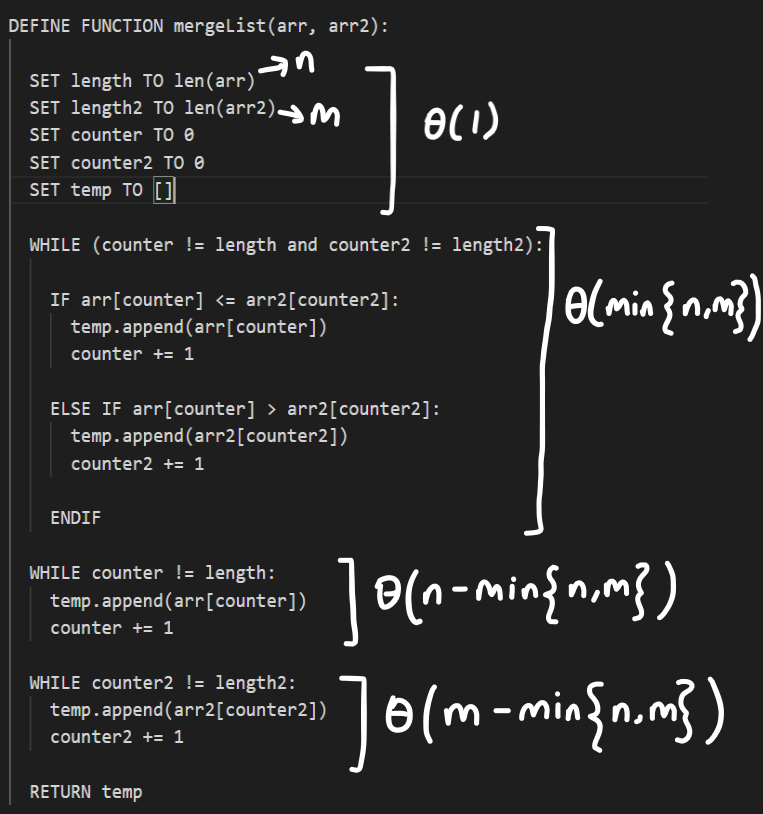 DEFINE FUNCTION mergeList(arr, arr2):
SET length TO len(arr) →n
SET length2 TO len(arr2) →m
SET counter TO 0
SET counter2 TO 0
SET temp TO []
θ(1)
WHILE (counter != length and counter2 != length2):
IF arr[counter] <= arr2[counter2]:
temp.append(arr[counter])
counter += 1
θ(min{n,m})
ELSE IF arr[counter] > arr2[counter2]:
temp.append(arr2[counter2])
counter2 += 1
ENDIF
WHILE counter != length:
temp.append(arr[counter])
counter += 1
θ(n-min{n,m})
WHILE counter2 != length2:
temp.append(arr2[counter2])
counter2 += 1
θ(m-min{n,m})
RETURN temp